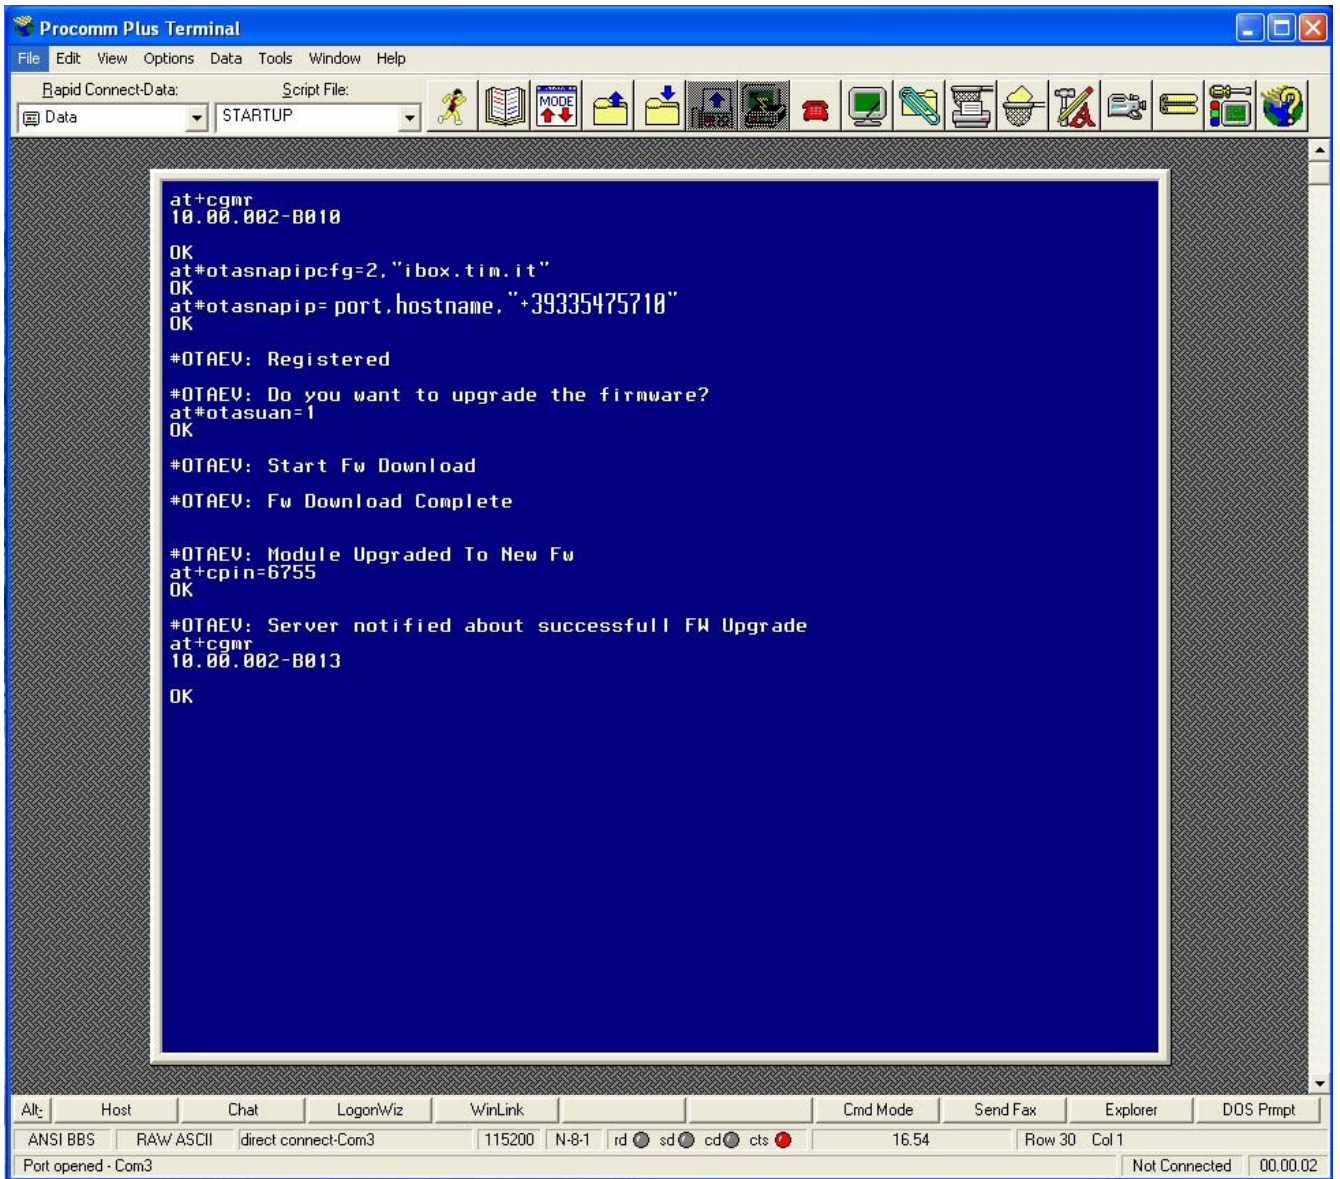 Procomm Plus Terminal
File Edit View Options Data Tools Window Help
Rapid Connect-Data: Script File:
Data STARTUP
MODE
at+cgmr
10.00.002-B010
OK
at#otasnapipcfg=2,"ibox.tim.it"
OK
at#otasnapip= port,hostname,"+39335475710"
OK
#OTAEV: Registered
#OTAEV: Do you want to upgrade the firmware?
at#otasuan=1
OK
#OTAEV: Start Fw Download
#OTAEV: Fw Download Complete
#OTAEV: Module Upgraded To New Fw
at+cpin=6755
OK
#OTAEV: Server notified about successfull FW Upgrade
at+cgmr
10.00.002-B013
OK
Alt- Host Chat LogonWiz WinLink Cmd Mode Send Fax Explorer DOS Prmpt
ANSI BBS RAW ASCII direct connect-Com3 115200 N-8-1 rd sd cd cts 16.54 Row 30 Col 1
Port opened - Com3 Not Connected 00.00.02